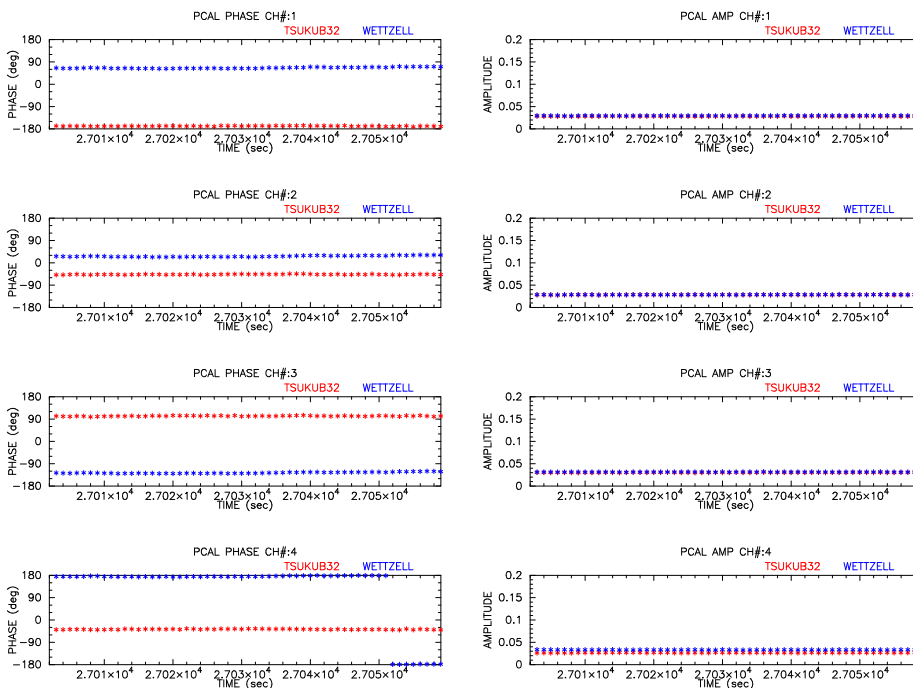 PCAL PHASE CH#:1
TSUKUB32 WETTZELL
PHASE (deg)
180
90
0
−90
−180
2.701×10⁴ 2.702×10⁴ 2.703×10⁴ 2.704×10⁴ 2.705×10⁴
TIME (sec)
PCAL AMP CH#:1
TSUKUB32 WETTZELL
AMPLITUDE
0.2
0.15
0.1
0.05
0
2.701×10⁴ 2.702×10⁴ 2.703×10⁴ 2.704×10⁴ 2.705×10⁴
TIME (sec)
PCAL PHASE CH#:2
TSUKUB32 WETTZELL
PHASE (deg)
180
90
0
−90
−180
2.701×10⁴ 2.702×10⁴ 2.703×10⁴ 2.704×10⁴ 2.705×10⁴
TIME (sec)
PCAL AMP CH#:2
TSUKUB32 WETTZELL
AMPLITUDE
0.2
0.15
0.1
0.05
0
2.701×10⁴ 2.702×10⁴ 2.703×10⁴ 2.704×10⁴ 2.705×10⁴
TIME (sec)
PCAL PHASE CH#:3
TSUKUB32 WETTZELL
PHASE (deg)
180
90
0
−90
−180
2.701×10⁴ 2.702×10⁴ 2.703×10⁴ 2.704×10⁴ 2.705×10⁴
TIME (sec)
PCAL AMP CH#:3
TSUKUB32 WETTZELL
AMPLITUDE
0.2
0.15
0.1
0.05
0
2.701×10⁴ 2.702×10⁴ 2.703×10⁴ 2.704×10⁴ 2.705×10⁴
TIME (sec)
PCAL PHASE CH#:4
TSUKUB32 WETTZELL
PHASE (deg)
180
90
0
−90
−180
2.701×10⁴ 2.702×10⁴ 2.703×10⁴ 2.704×10⁴ 2.705×10⁴
TIME (sec)
PCAL AMP CH#:4
TSUKUB32 WETTZELL
AMPLITUDE
0.2
0.15
0.1
0.05
0
2.701×10⁴ 2.702×10⁴ 2.703×10⁴ 2.704×10⁴ 2.705×10⁴
TIME (sec)